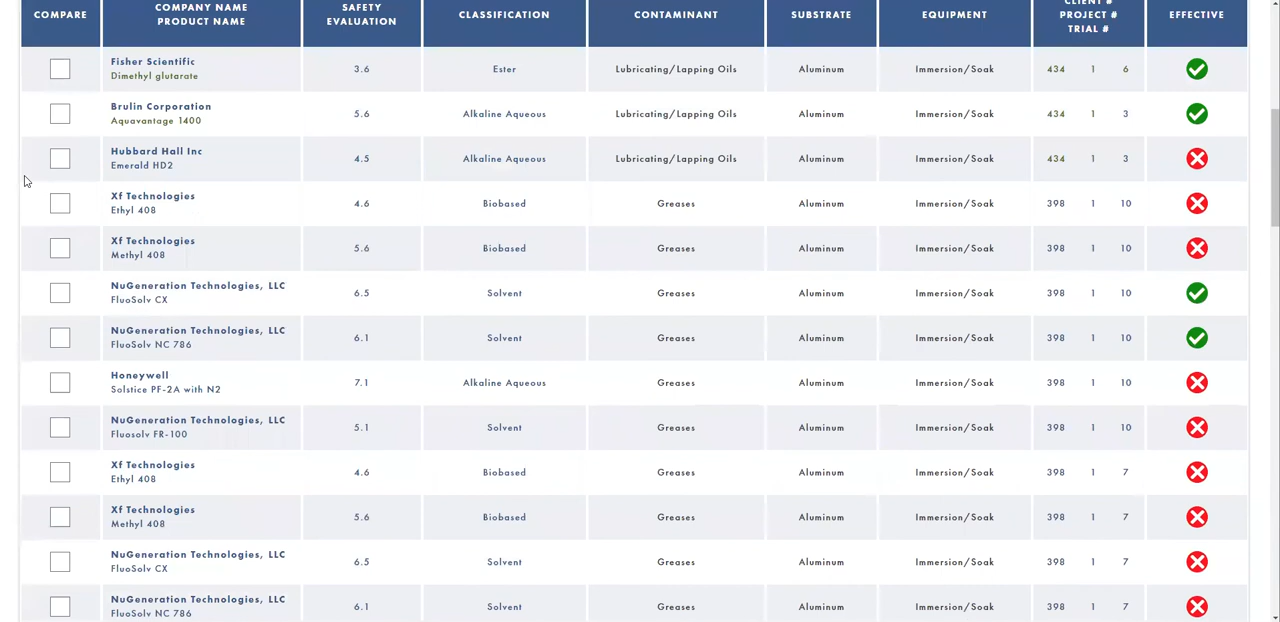 COMPARE
COMPANY NAME
PRODUCT NAME
SAFETY
EVALUATION
CLASSIFICATION
CONTAMINANT
SUBSTRATE
EQUIPMENT
CLIENT #
PROJECT #
TRIAL #
EFFECTIVE
Fisher Scientific
Dimethyl glutarate
3.6
Ester
Lubricating/Lapping Oils
Aluminum
Immersion/Soak
434 1 6
Brulin Corporation
Aquavantage 1400
5.6
Alkaline Aqueous
Lubricating/Lapping Oils
Aluminum
Immersion/Soak
434 1 3
Hubbard Hall Inc
Emerald HD2
4.5
Alkaline Aqueous
Lubricating/Lapping Oils
Aluminum
Immersion/Soak
434 1 3
Xf Technologies
Ethyl 408
4.6
Biobased
Greases
Aluminum
Immersion/Soak
398 1 10
Xf Technologies
Methyl 408
5.6
Biobased
Greases
Aluminum
Immersion/Soak
398 1 10
NuGeneration Technologies, LLC
FluoSolv CX
6.5
Solvent
Greases
Aluminum
Immersion/Soak
398 1 10
NuGeneration Technologies, LLC
FluoSolv NC 786
6.1
Solvent
Greases
Aluminum
Immersion/Soak
398 1 10
Honeywell
Solstice PF-2A with N2
7.1
Alkaline Aqueous
Greases
Aluminum
Immersion/Soak
398 1 10
NuGeneration Technologies, LLC
Fluosolv FR-100
5.1
Solvent
Greases
Aluminum
Immersion/Soak
398 1 10
Xf Technologies
Ethyl 408
4.6
Biobased
Greases
Aluminum
Immersion/Soak
398 1 7
Xf Technologies
Methyl 408
5.6
Biobased
Greases
Aluminum
Immersion/Soak
398 1 7
NuGeneration Technologies, LLC
FluoSolv CX
6.5
Solvent
Greases
Aluminum
Immersion/Soak
398 1 7
NuGeneration Technologies, LLC
FluoSolv NC 786
6.1
Solvent
Greases
Aluminum
Immersion/Soak
398 1 7